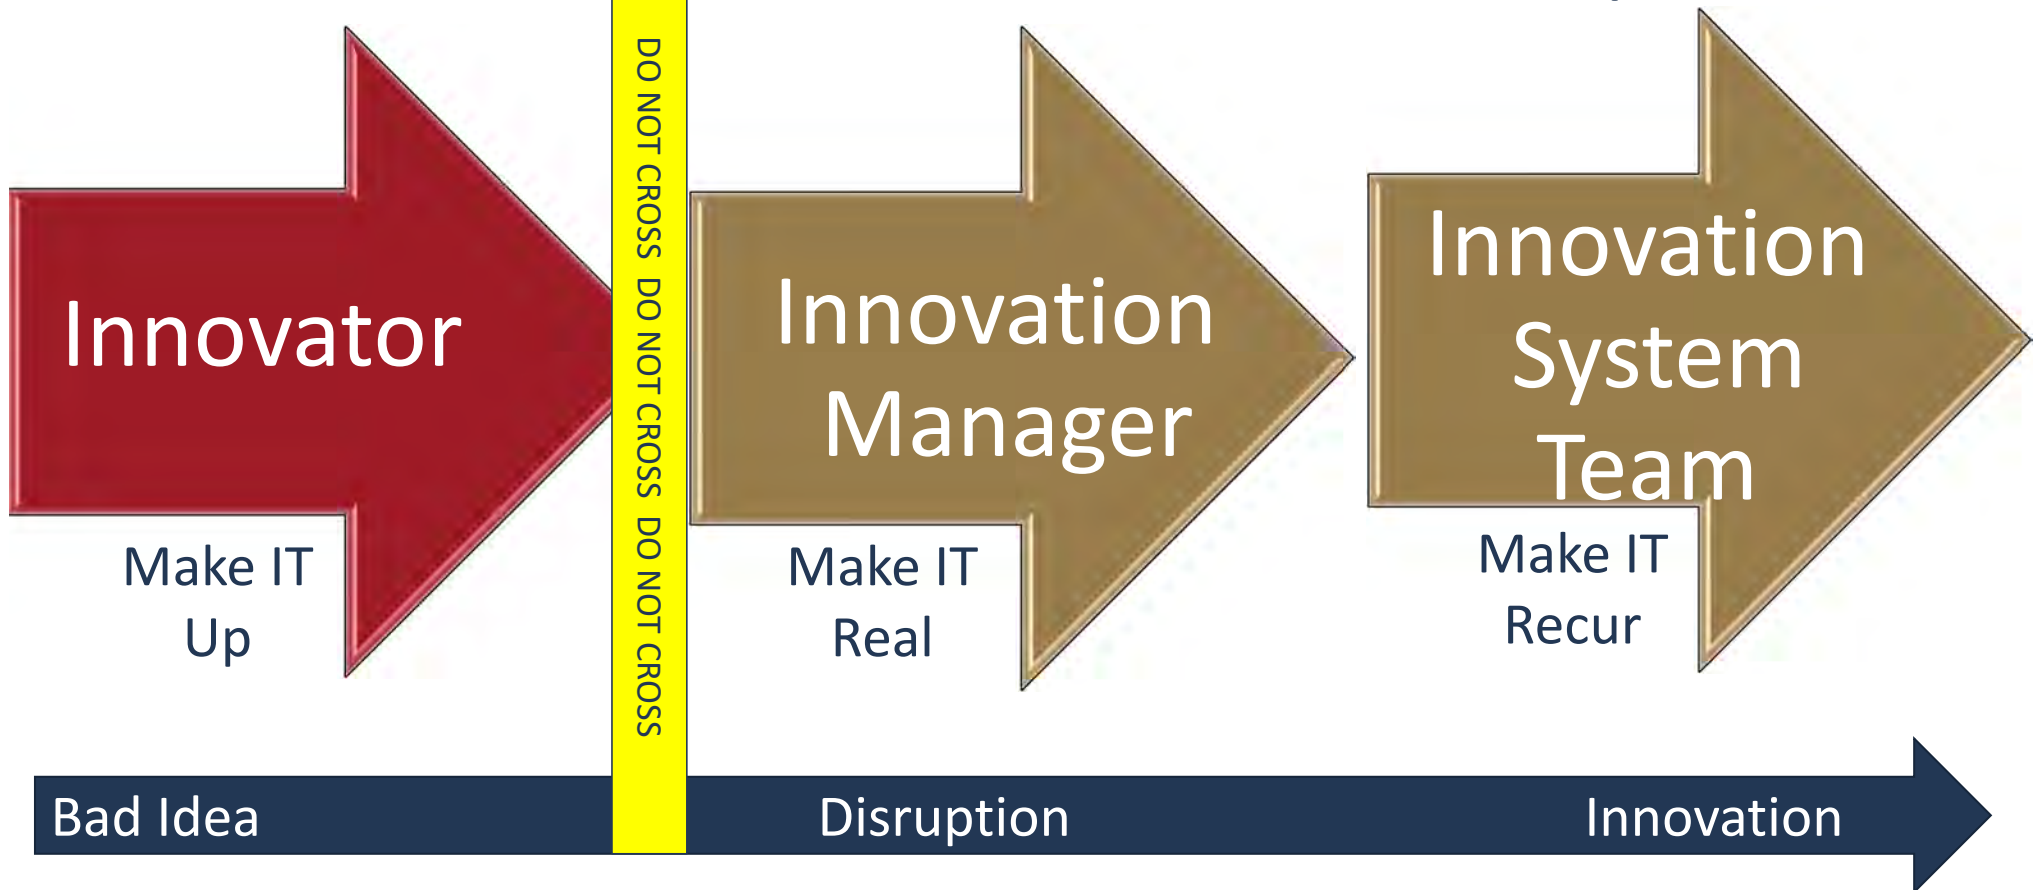 Innovator
DO NOT CROSS DO NOT CROSS DO NOT CROSS
Innovation
Manager
Innovation
System
Team
Make IT
Up
Make IT
Real
Make IT
Recur
Bad Idea
Disruption
Innovation